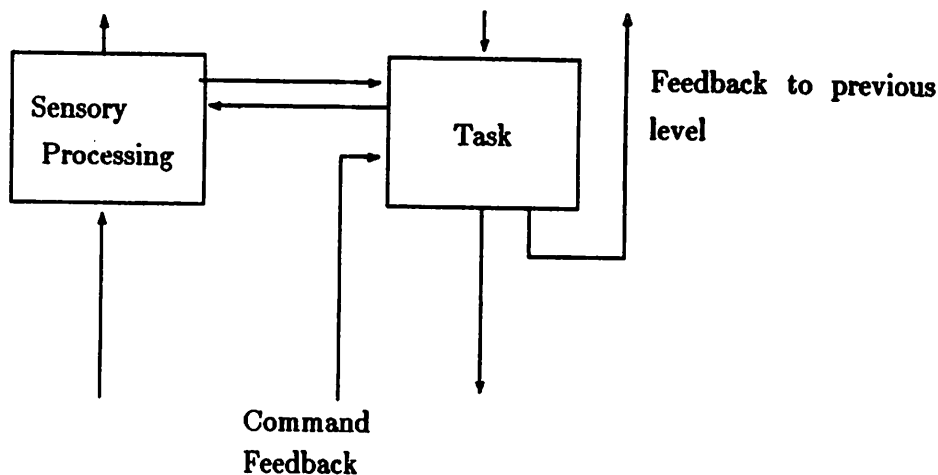 Sensory
Processing
Task
Feedback to previous
level
Command
Feedback